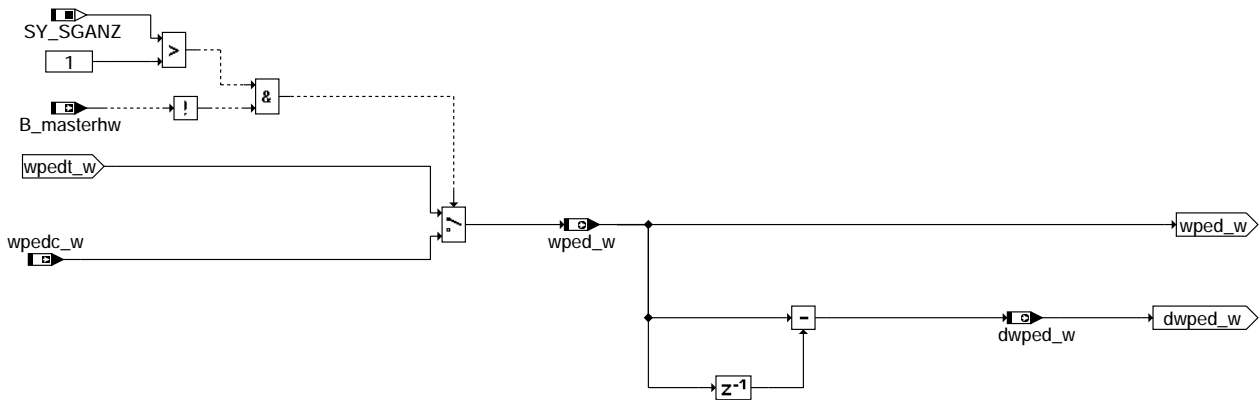 SY_SGANZ
>
1
&
!
B_masterhw
wpedt_w
wpedc_w
wped_w
wped_w
-
dwped_w
dwped_w
z-1